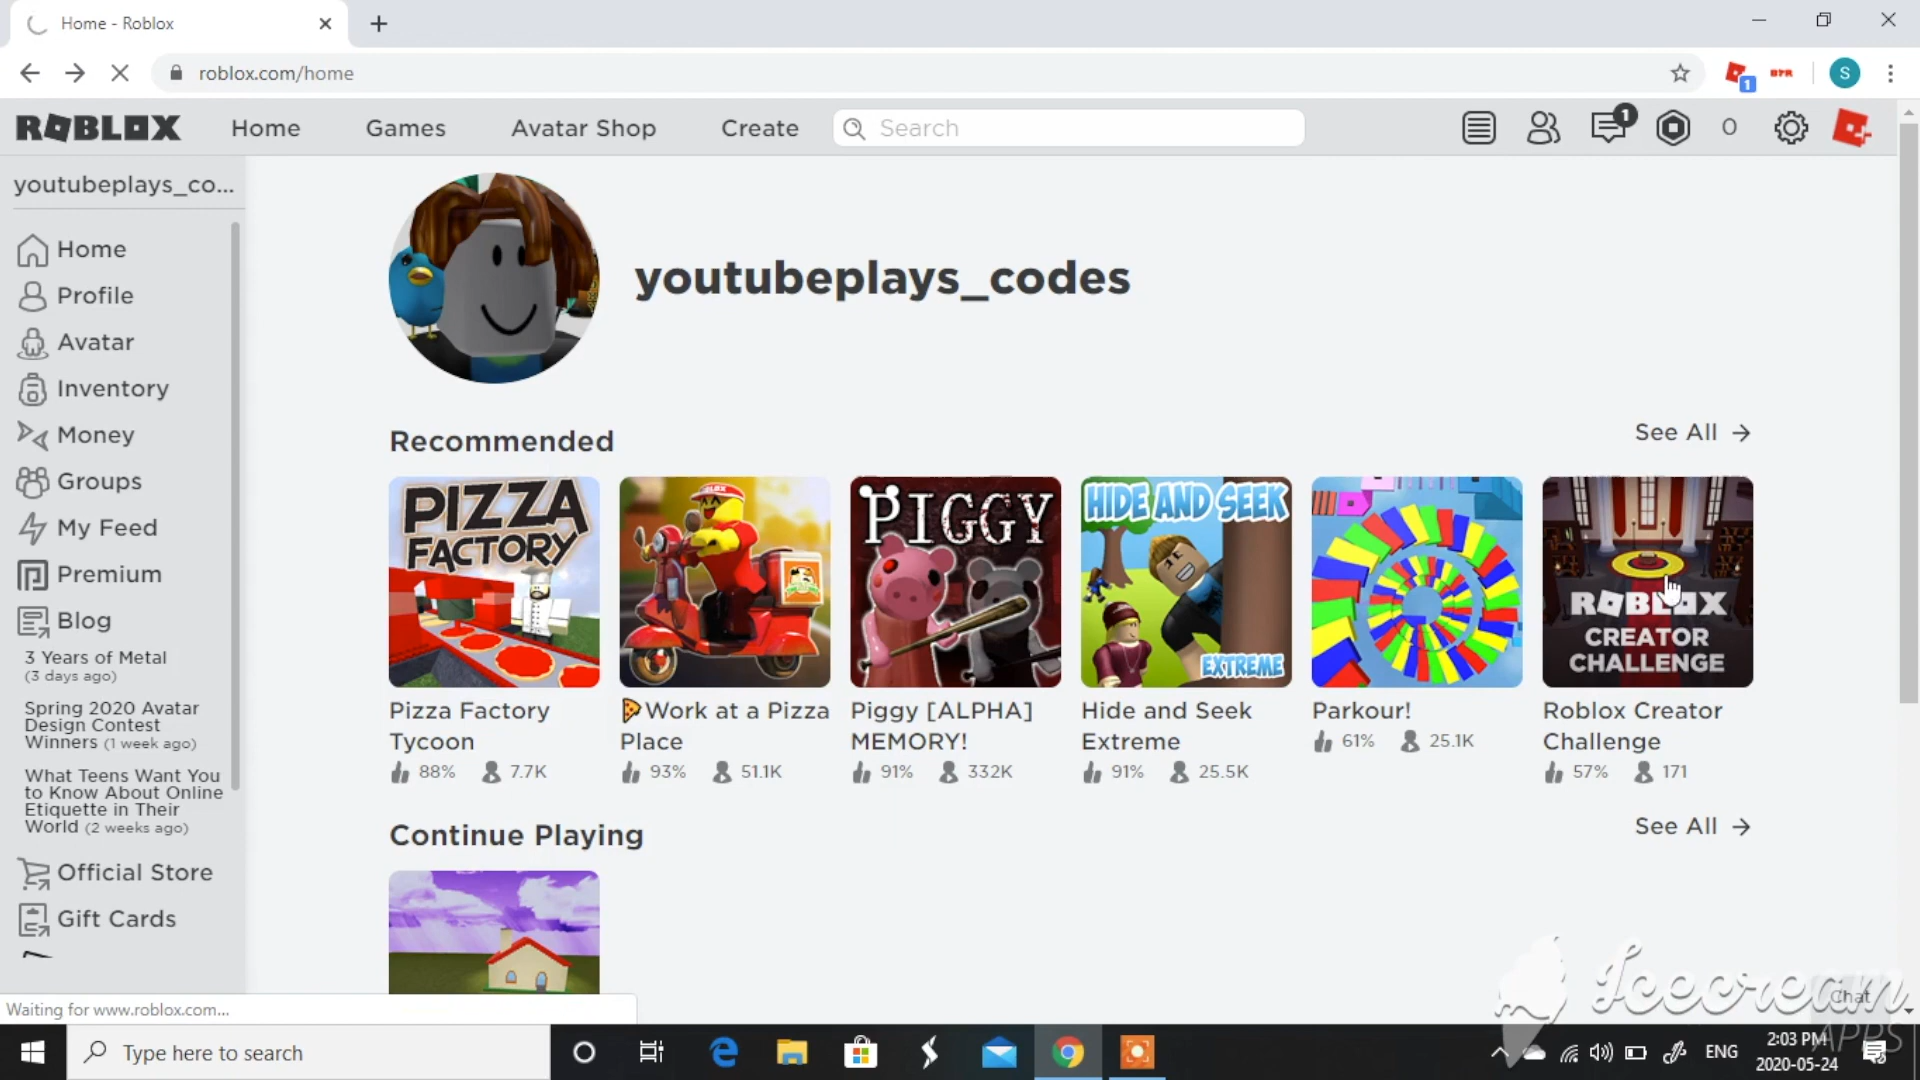 Home - Roblox
roblox.com/home
1
BTR
S
ROBLOX
Home
Games
Avatar Shop
Create
Search
1
0
youtubeplays_co...
Home
Profile
Avatar
Inventory
Money
Groups
My Feed
Premium
Blog
3 Years of Metal
(3 days ago)
Spring 2020 Avatar
Design Contest
Winners (1 week ago)
What Teens Want You
to Know About Online
Etiquette in Their
World (2 weeks ago)
Official Store
Gift Cards
youtubeplays_codes
Recommended
See All
PIZZA
FACTORY
PIGGY
HIDE AND SEEK
EXTREME
ROBLOX
CREATOR
CHALLENGE
Pizza Factory
Tycoon
88% 7.7K
Work at a Pizza
Place
93% 51.1K
Piggy [ALPHA]
MEMORY!
91% 332K
Hide and Seek
Extreme
91% 25.5K
Parkour!
61% 25.1K
Roblox Creator
Challenge
57% 171
Continue Playing
See All
Waiting for www.roblox.com...
Chat
Icecream
APPS
Type here to search
ENG
2:03 PM
2020-05-24